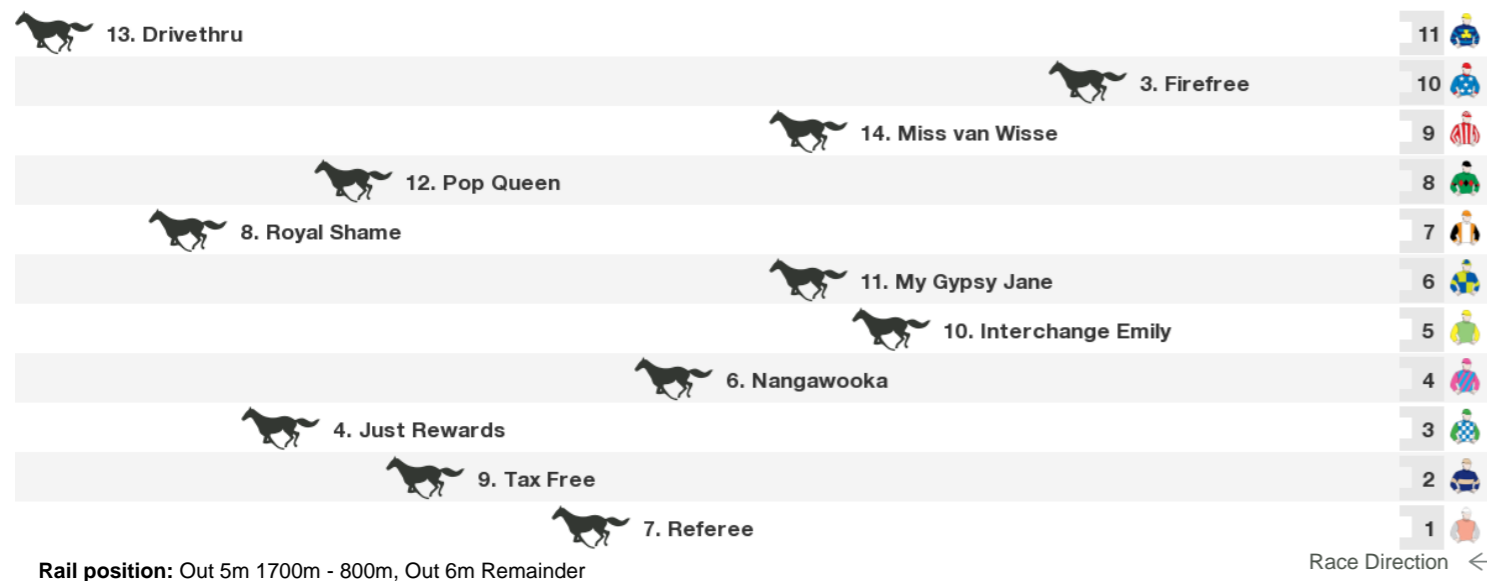 13. Drivethru 11
3. Firefree 10
14. Miss van Wisse 9
12. Pop Queen 8
8. Royal Shame 7
11. My Gypsy Jane 6
10. Interchange Emily 5
6. Nangawooka 4
4. Just Rewards 3
9. Tax Free 2
7. Referee 1
Race Direction ←
Rail position: Out 5m 1700m - 800m, Out 6m Remainder